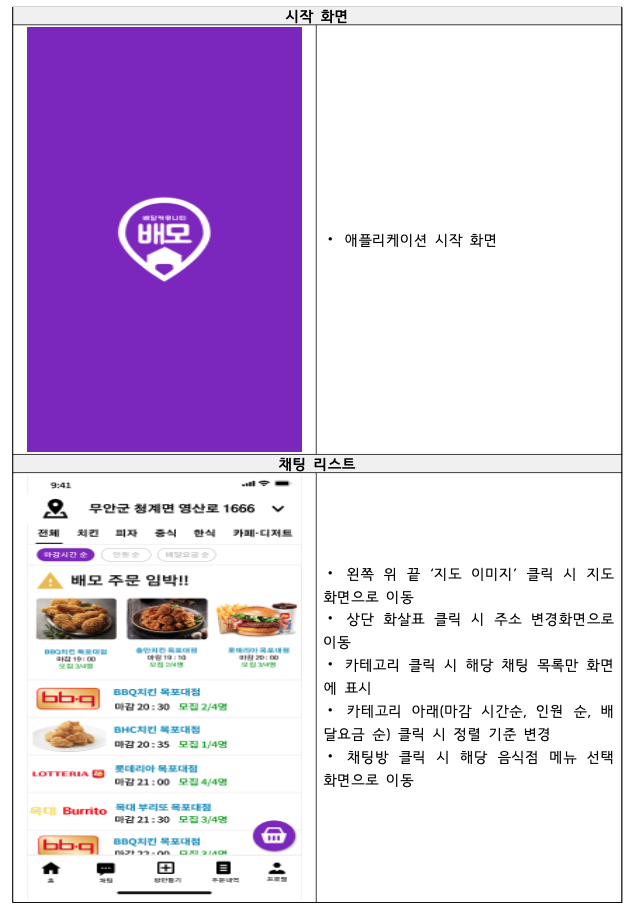 시작 화면
배달커뮤니티
배모
• 애플리케이션 시작 화면
채팅 리스트
9:41
무안군 청계면 영산로 1666
전체 치킨 피자 중식 한식 카페·디저트
마감시간 순 인원 순 배달요금 순
배모 주문 임박!!
BBQ치킨 목포대점
마감 19:00
모집 3/4명
마감 19:10
모집 2/4명
롯데리아 목포대점
마감 20:00
모집 3/4명
bb.q
BBQ치킨 목포대점
마감 20:30 모집 2/4명
BHC치킨 목포대점
마감 20:35 모집 1/4명
LOTTERIA
롯데리아 목포대점
마감 21:00 모집 4/4명
목대 Burrito
목대 부리또 목포대점
마감 21:30 모집 3/4명
bb.q
BBQ치킨 목포대점
마감 22:00 모집 3/4명
홈 채팅 방만들기 주문내역 프로필
• 왼쪽 위 끝 ‘지도 이미지’ 클릭 시 지도
화면으로 이동
• 상단 화살표 클릭 시 주소 변경화면으로
이동
• 카테고리 클릭 시 해당 채팅 목록만 화면
에 표시
• 카테고리 아래(마감 시간순, 인원 순, 배
달요금 순) 클릭 시 정렬 기준 변경
• 채팅방 클릭 시 해당 음식점 메뉴 선택
화면으로 이동